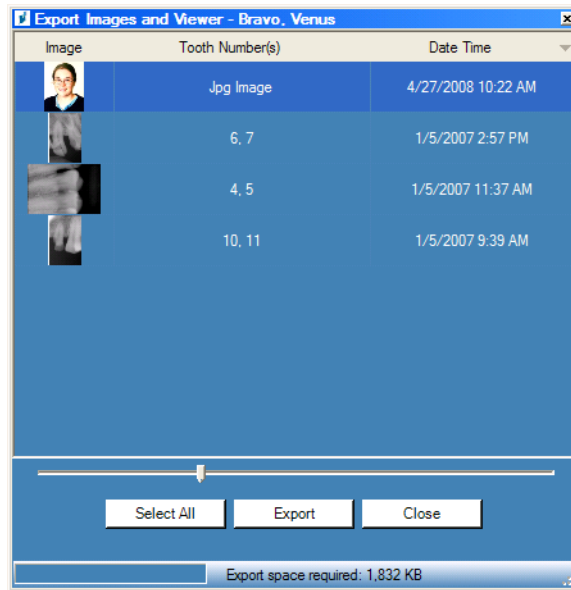 Export Images and Viewer - Bravo, Venus
Image Tooth Number(s) Date Time
Jpg Image 4/27/2008 10:22 AM
6, 7 1/5/2007 2:57 PM
4, 5 1/5/2007 11:37 AM
10, 11 1/5/2007 9:39 AM
Select All Export Close
Export space required: 1,832 KB